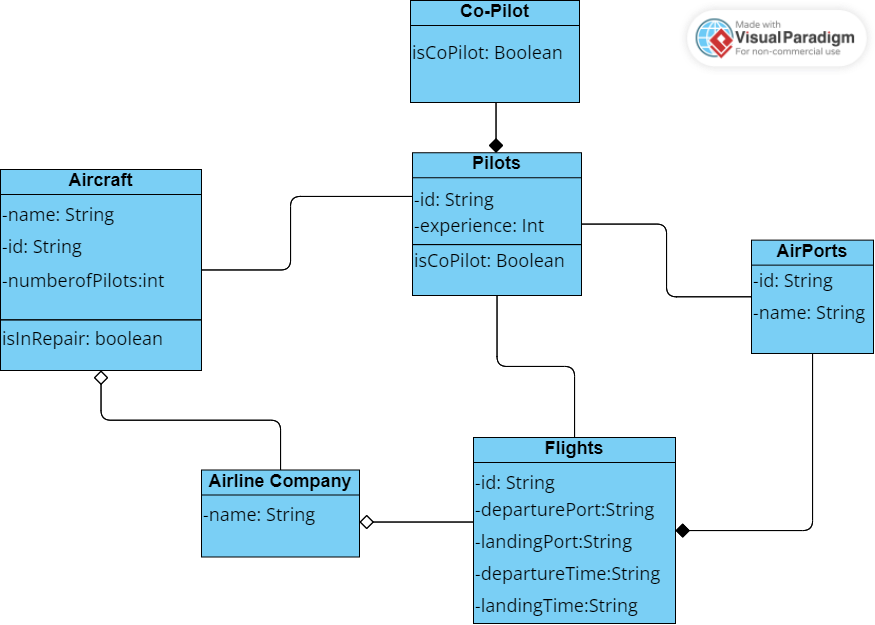 Co-Pilot
isCoPilot: Boolean
Made with
VisualParadigm
For non-commercial use
Pilots
-id: String
-experience: Int
isCoPilot: Boolean
Aircraft
-name: String
-id: String
-numberofPilots:int
isInRepair: boolean
AirPorts
-id: String
-name: String
Airline Company
-name: String
Flights
-id: String
-departurePort:String
-landingPort:String
-departureTime:String
-landingTime:String